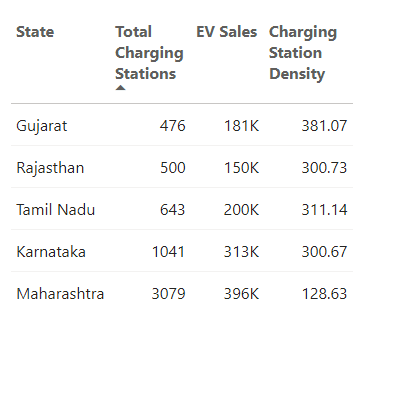 State Total Charging Stations EV Sales Charging Station Density
Gujarat 476 181K 381.07
Rajasthan 500 150K 300.73
Tamil Nadu 643 200K 311.14
Karnataka 1041 313K 300.67
Maharashtra 3079 396K 128.63